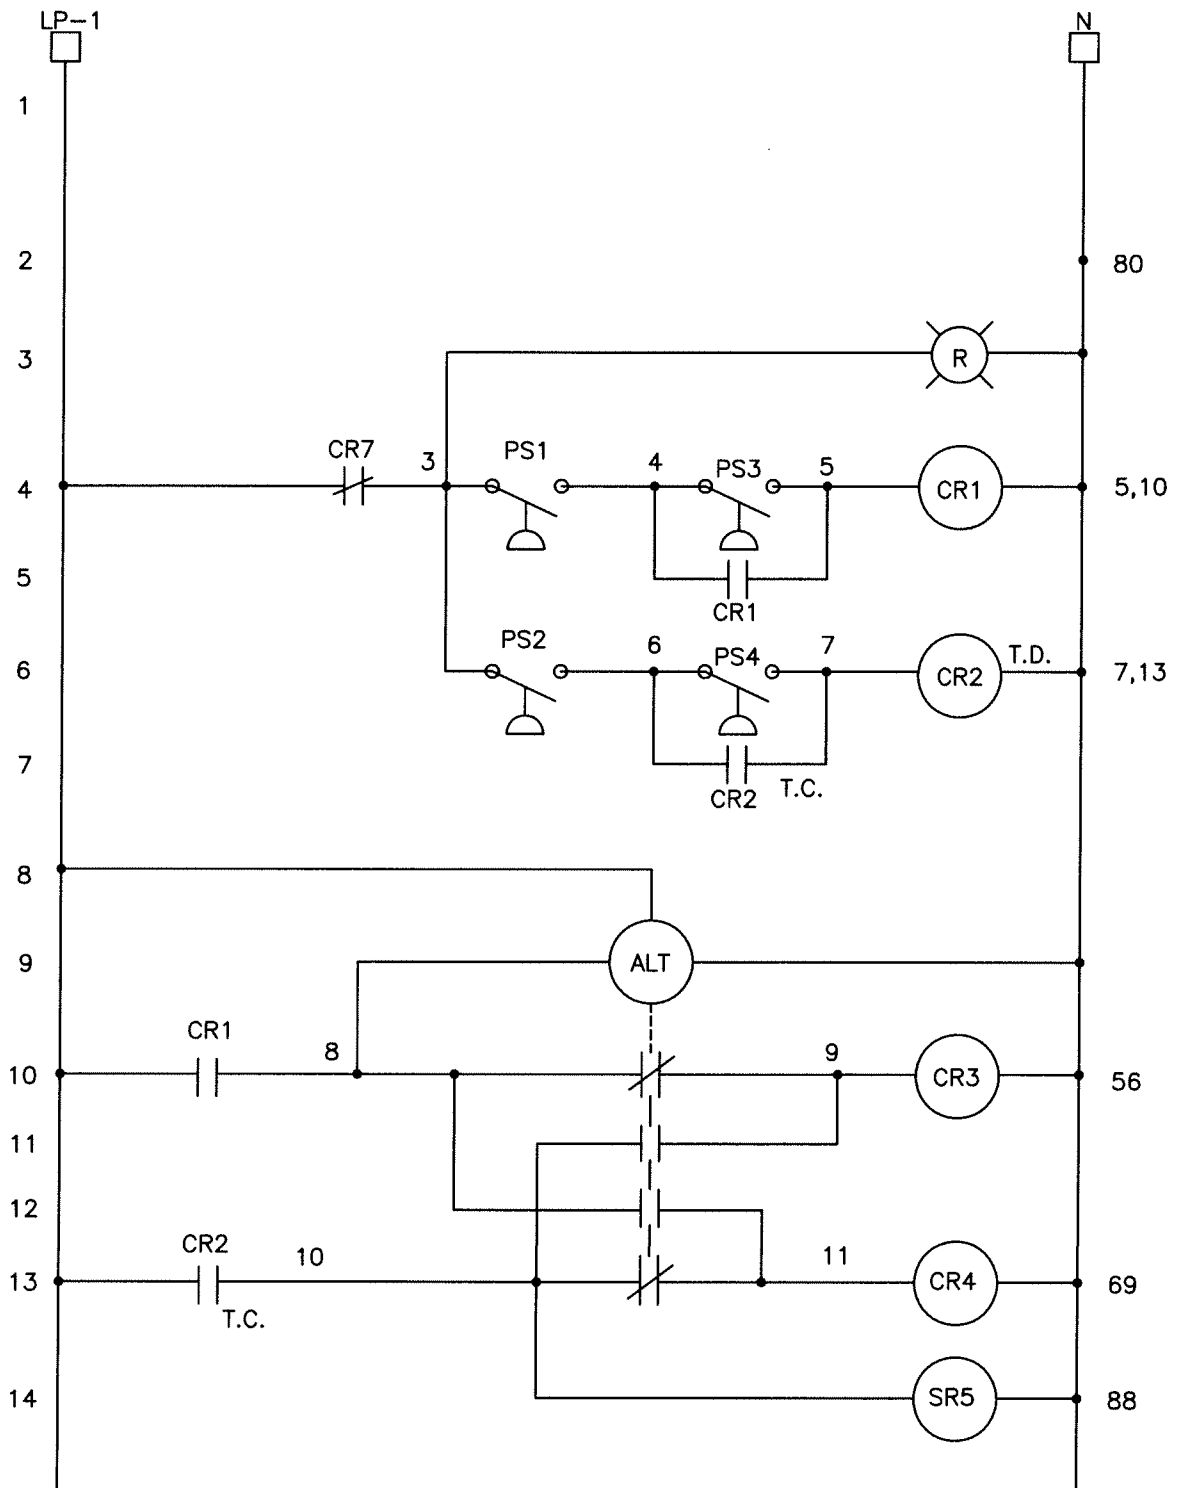 LP-1 N
1
2 80
3 R
CR7 3 PS1 4 PS3 5
4 CR1 5,10
5 CR1
PS2 6 PS4 7 T.D.
6 CR2 7,13
7 CR2 T.C.
8
9 ALT
CR1 8 9
10 CR3 56
11
12
CR2 10 11
13 CR4 69
T.C.
14 SR5 88